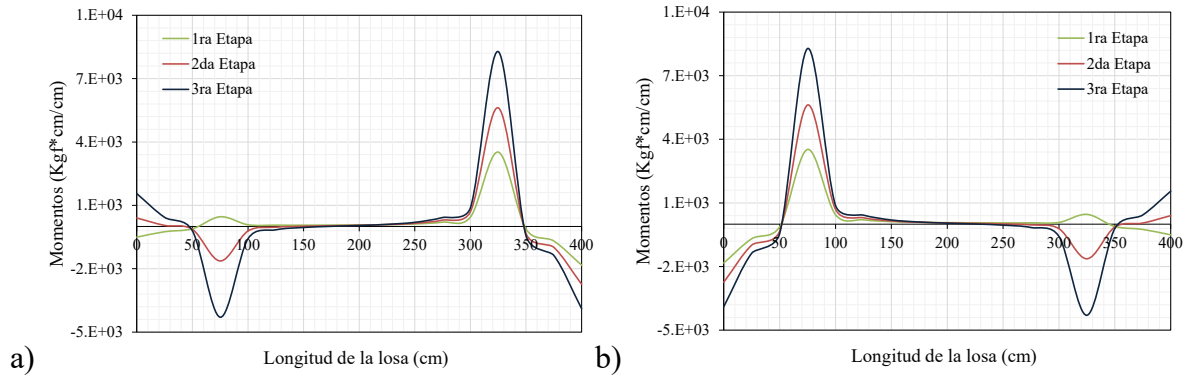 1.E+04
7.E+03
4.E+03
1.E+03
-2.E+03
-5.E+03
Momentos (Kgf*cm/cm)
1ra Etapa
2da Etapa
3ra Etapa
0 50 100 150 200 250 300 350 400
Longitud de la losa (cm)
a)
1.E+04
7.E+03
4.E+03
1.E+03
-2.E+03
-5.E+03
Momentos (Kgf*cm/cm)
1ra Etapa
2da Etapa
3ra Etapa
0 50 100 150 200 250 300 350 400
Longitud de la losa (cm)
b)